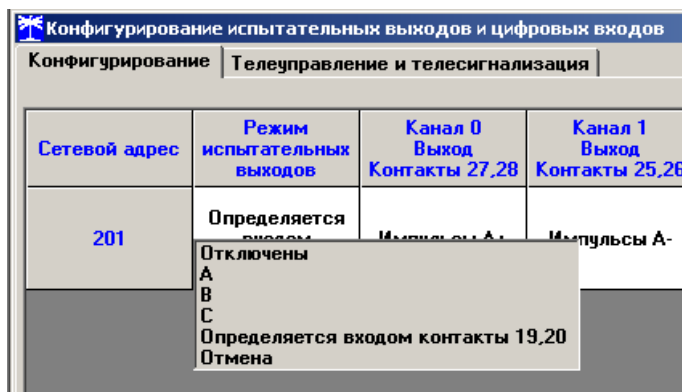 Конфигурирование испытательных выходов и цифровых входов
Конфигурирование Телеуправление и телесигнализация
Сетевой адрес
Режим
испытательных
выходов
Канал 0
Выход
Контакты 27,28
Канал 1
Выход
Контакты 25,26
201
Определяется
входом
Импульсы А+
Импульсы А-
Отключены
A
B
C
Определяется входом контакты 19,20
Отмена